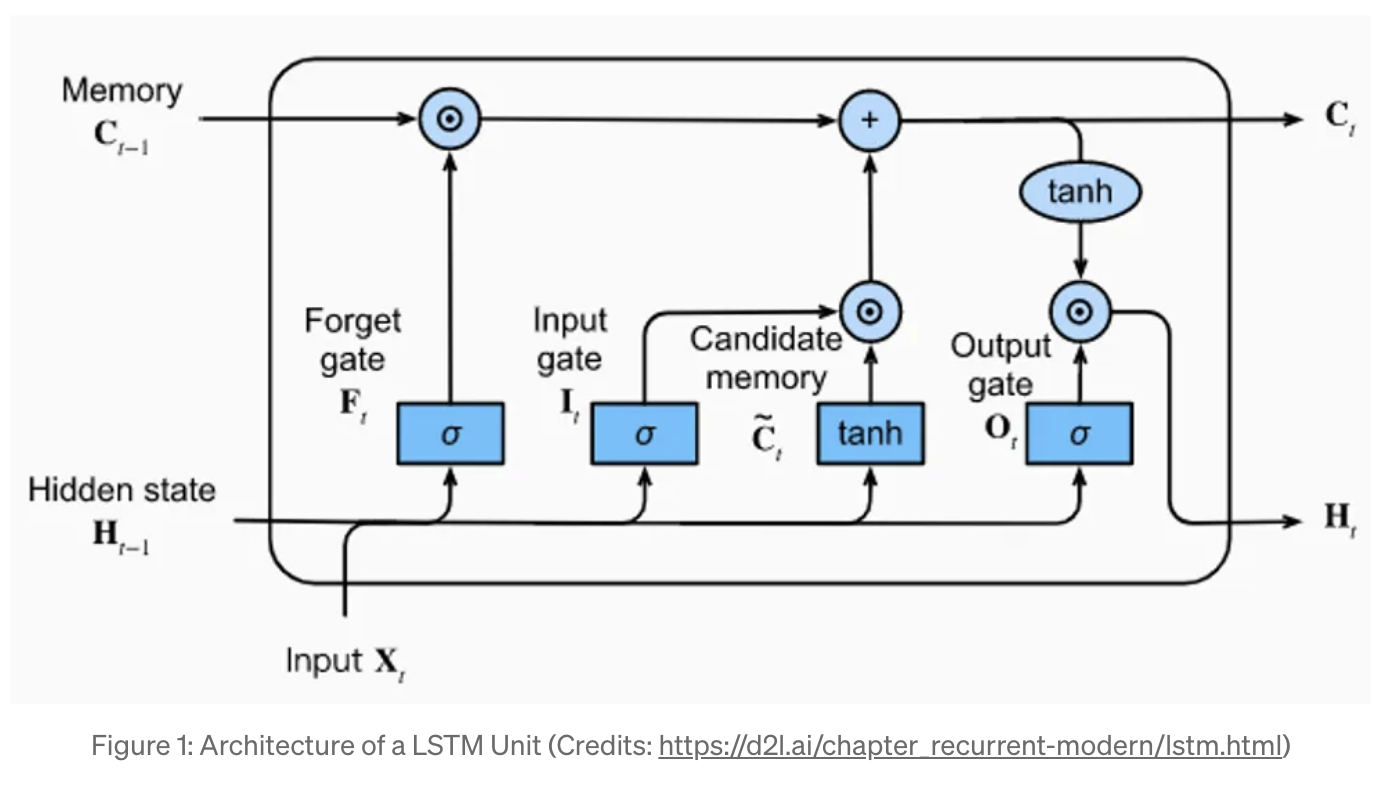 Memory
C_{t-1}
⊙
+
C_t
tanh
Forget
gate
F_t
Input
gate
I_t
Candidate
memory
C̃_t
⊙
Output
gate
O_t
⊙
σ
σ
tanh
σ
Hidden state
H_{t-1}
H_t
Input X_t
Figure 1: Architecture of a LSTM Unit (Credits: https://d2l.ai/chapter_recurrent-modern/lstm.html)